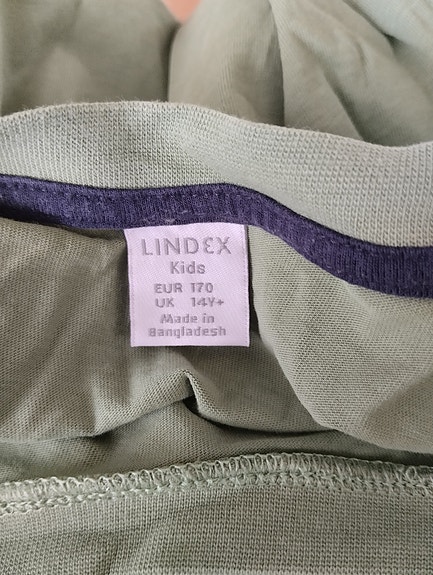 LINDEX
Kids
EUR 170
UK 14Y+
Made in
Bangladesh